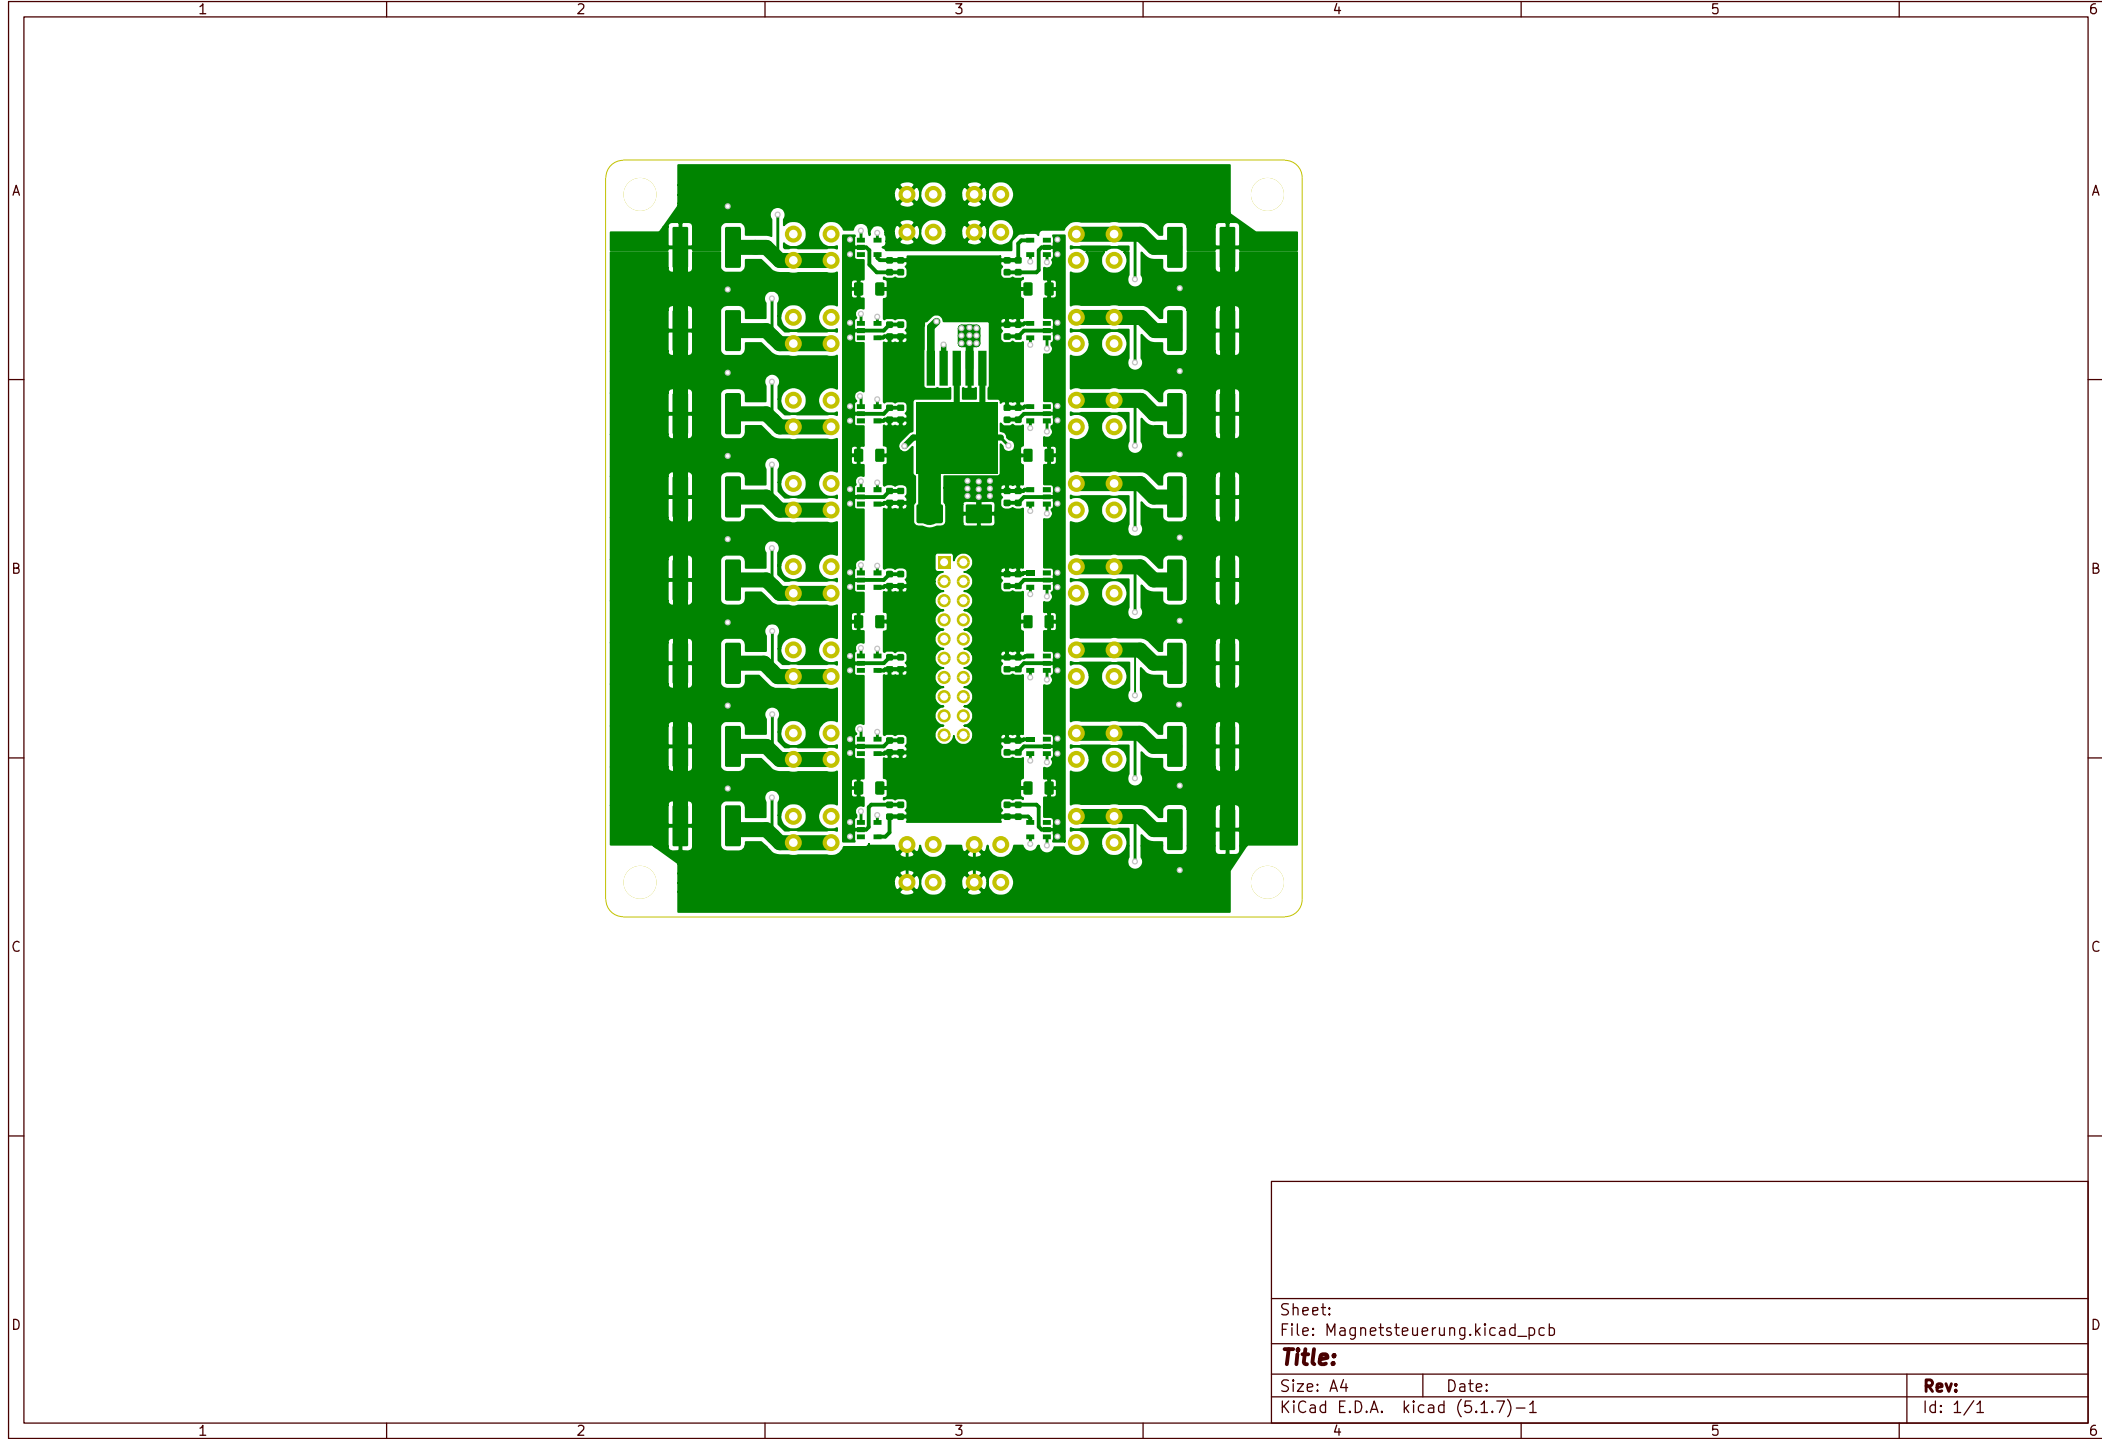 1 2 3 4 5 6
A A
B B
C C
D D
Sheet:
File: Magnetsteuerung.kicad_pcb
Title:
Size: A4 Date: Rev:
KiCad E.D.A. kicad (5.1.7)-1 Id: 1/1
1 2 3 4 5 6